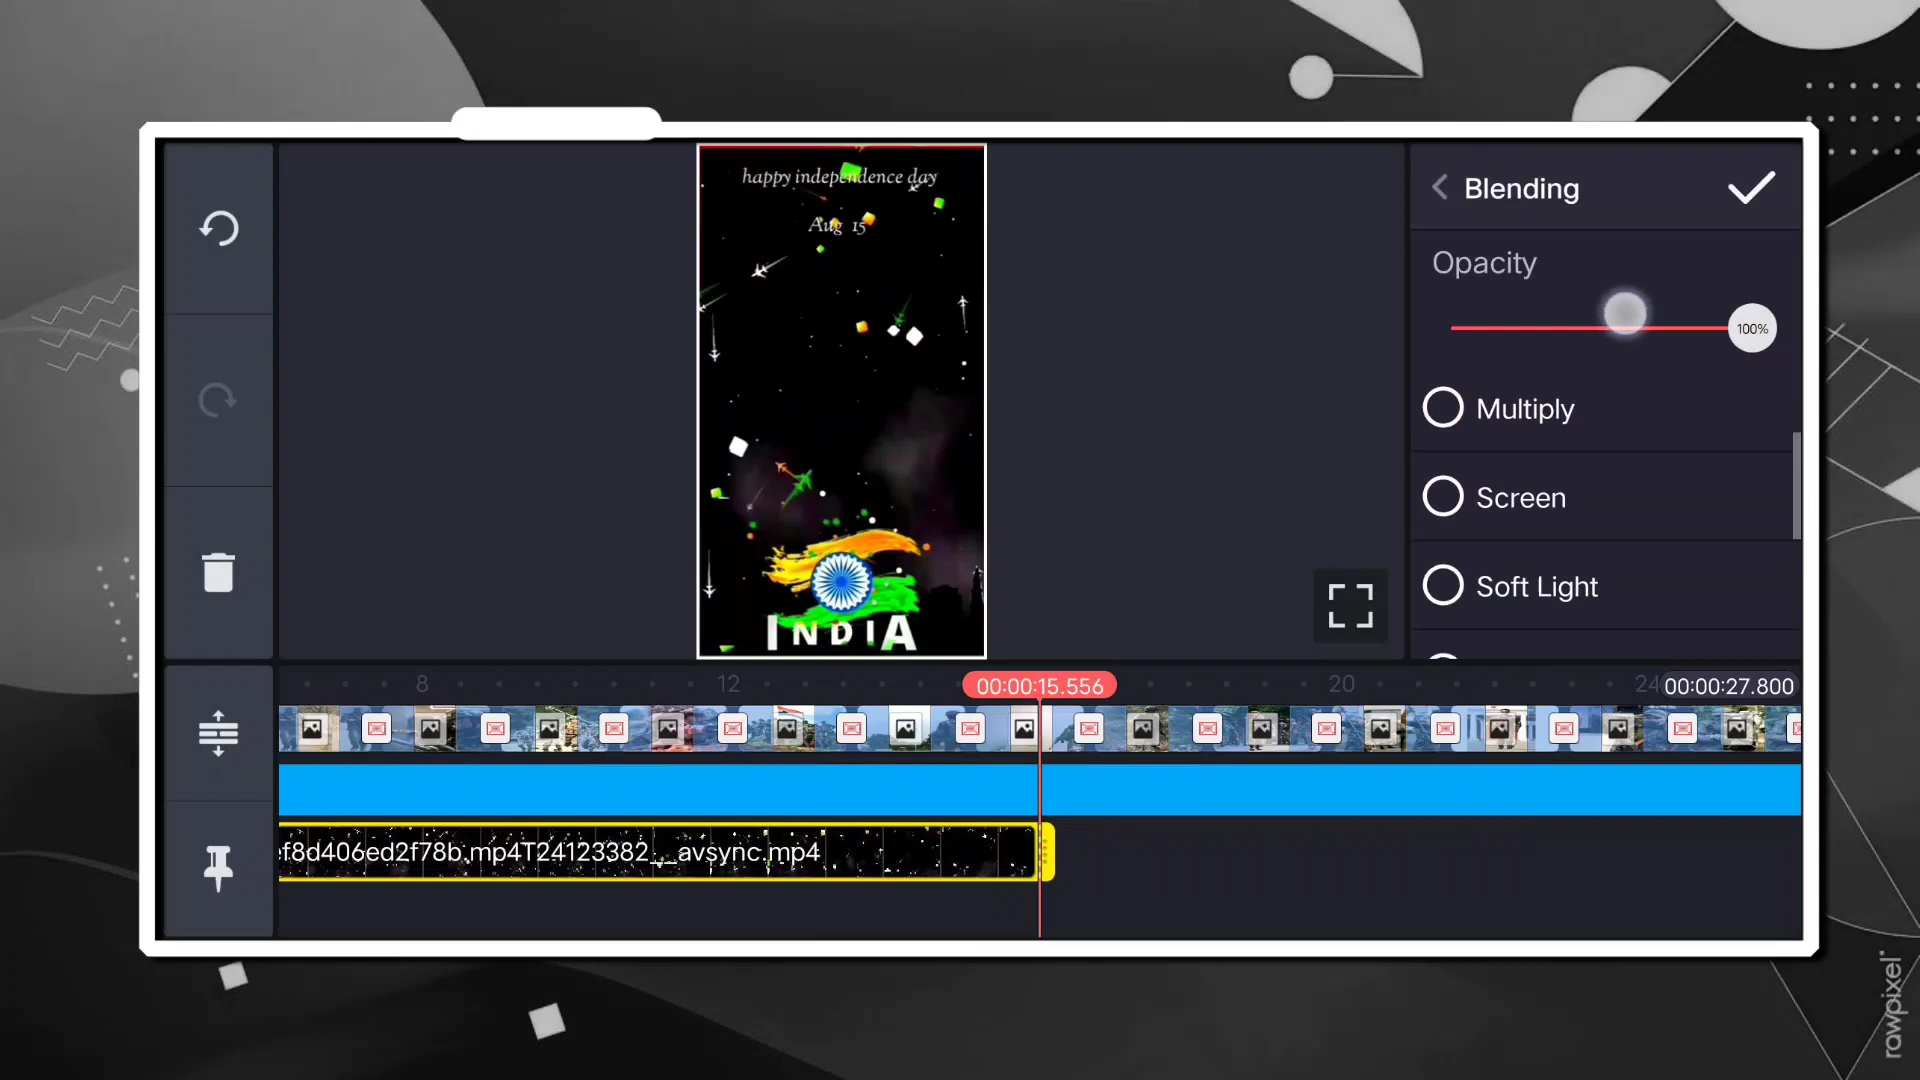 happy independence day
Aug 15
INDIA
Blending
Opacity
100%
Multiply
Screen
Soft Light
8
12
00:00:15.556
20
24
00:00:27.800
ef8d406ed2f78b.mp4T24123382__avsync.mp4
rawpixel